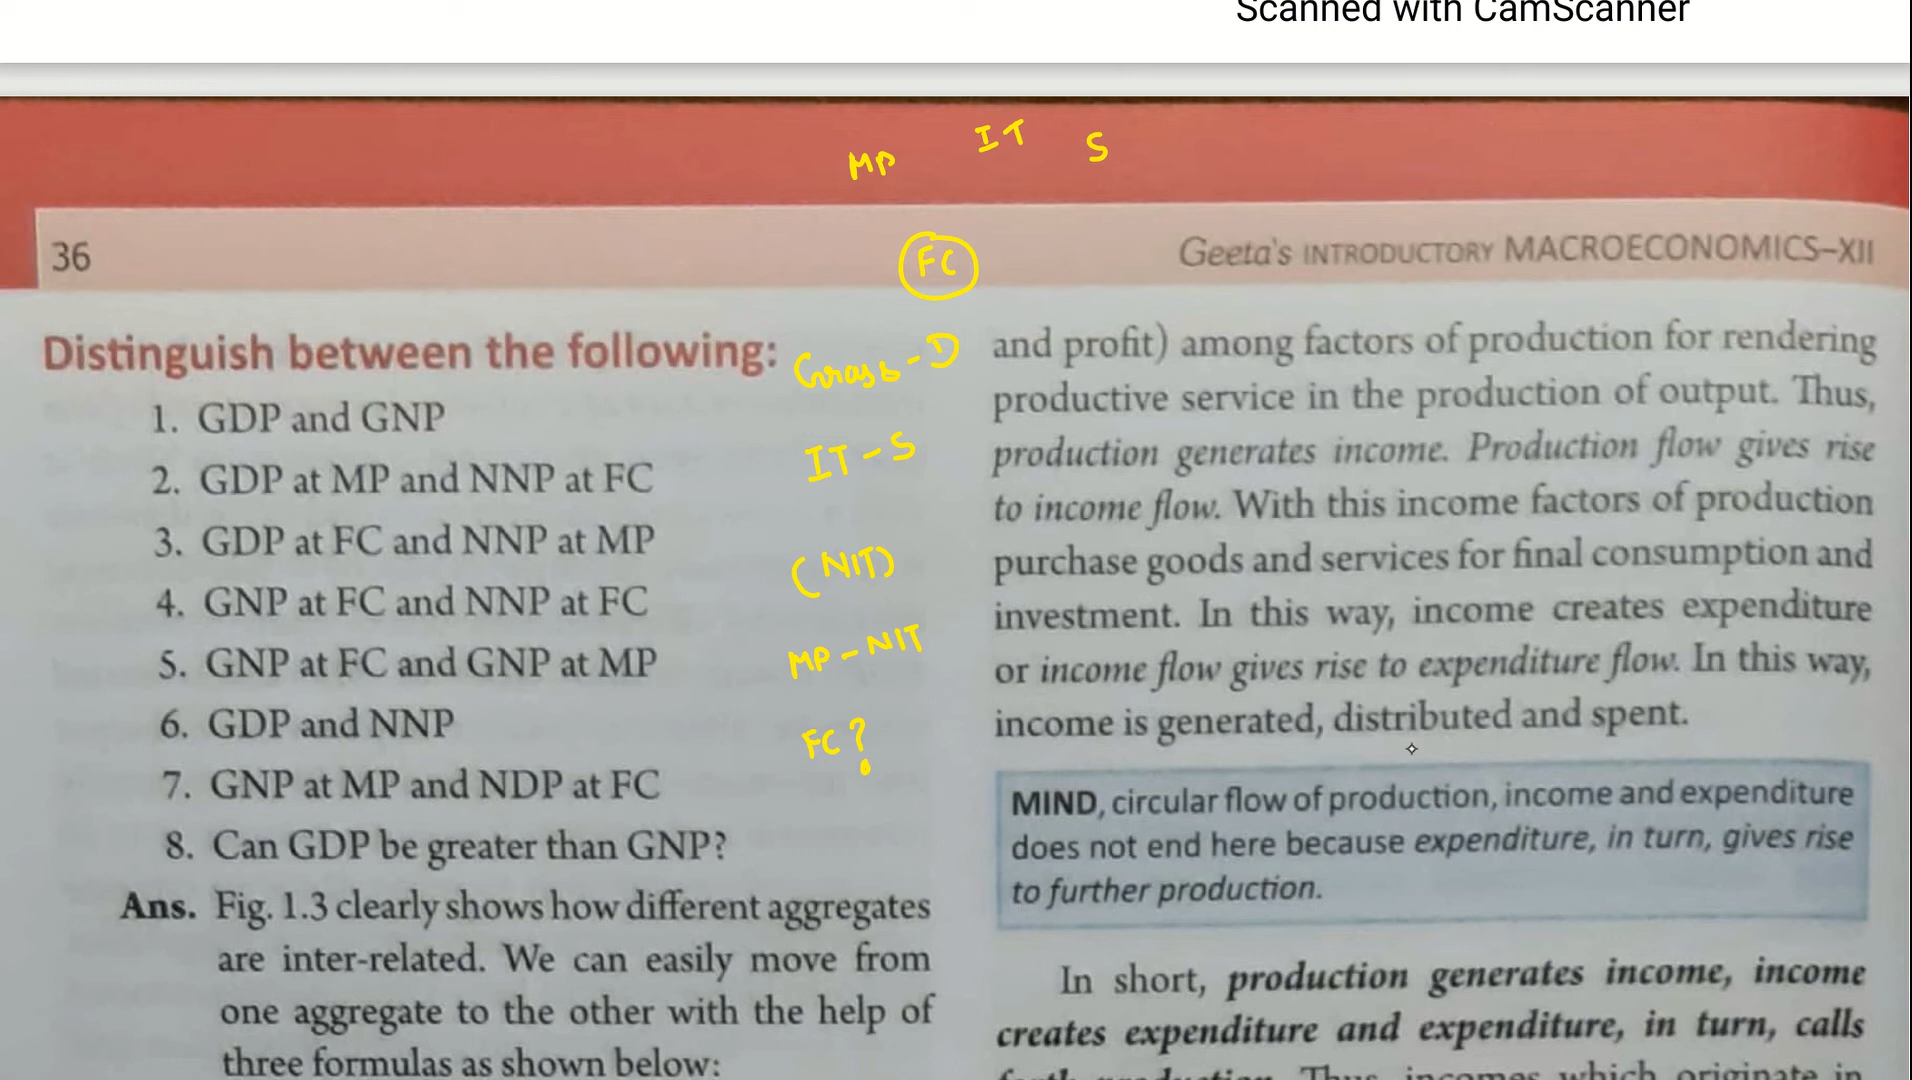 Scanned with CamScanner
MP IT S
36
FC
Geeta's INTRODUCTORY MACROECONOMICS–XII
Distinguish between the following:
1. GDP and GNP
2. GDP at MP and NNP at FC
3. GDP at FC and NNP at MP
4. GNP at FC and NNP at FC
5. GNP at FC and GNP at MP
6. GDP and NNP
7. GNP at MP and NDP at FC
8. Can GDP be greater than GNP?
Ans. Fig. 1.3 clearly shows how different aggregates
are inter-related. We can easily move from
one aggregate to the other with the help of
three formulas as shown below:
Gross - D
IT - S
(NIT)
MP - NIT
FC ?
and profit) among factors of production for rendering
productive service in the production of output. Thus,
production generates income. Production flow gives rise
to income flow. With this income factors of production
purchase goods and services for final consumption and
investment. In this way, income creates expenditure
or income flow gives rise to expenditure flow. In this way,
income is generated, distributed and spent.
MIND, circular flow of production, income and expenditure
does not end here because expenditure, in turn, gives rise
to further production.
In short, production generates income, income
creates expenditure and expenditure, in turn, calls
forth production. Thus, incomes which originate in